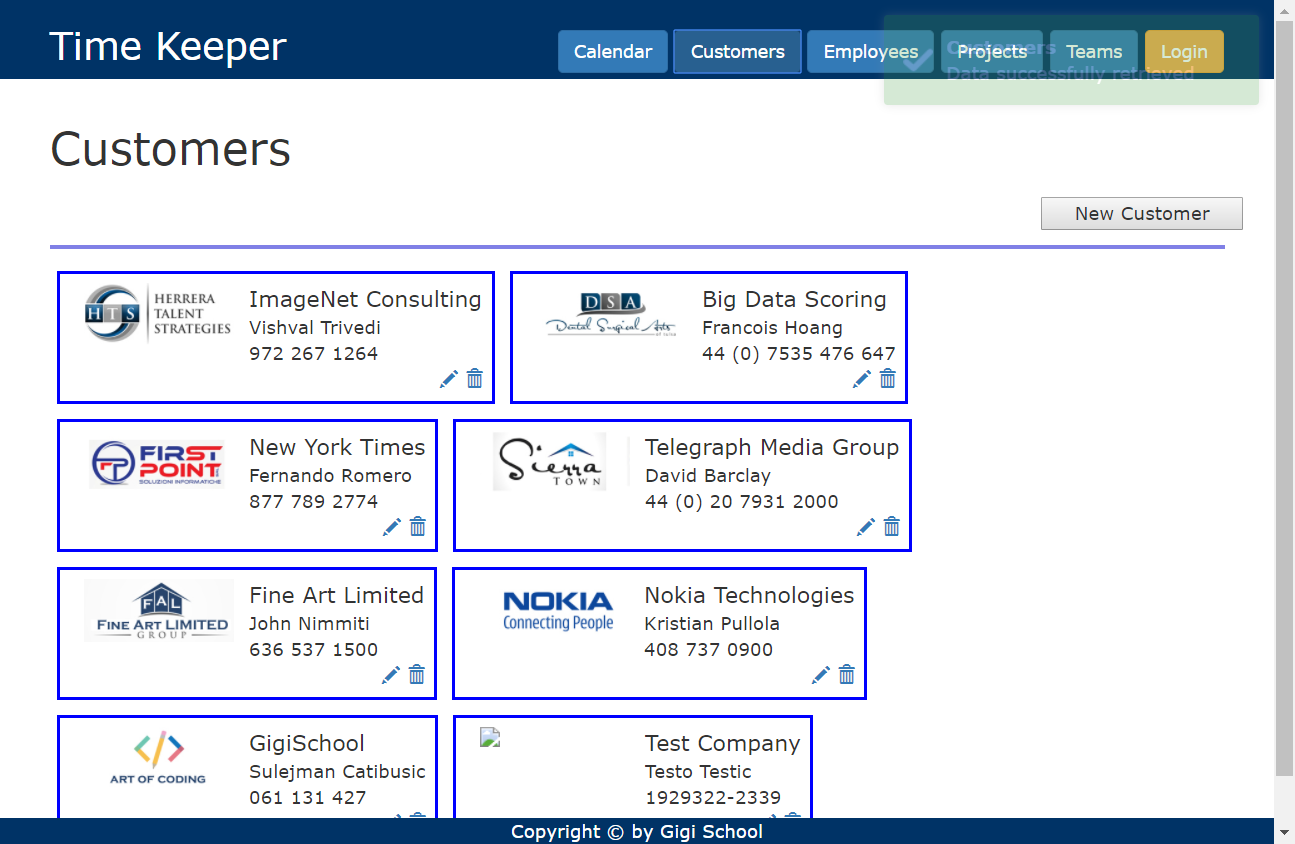 Time Keeper
Calendar Customers Employees Projects Teams Login
Customers
Data successfully retrieved
Customers
New Customer
HTS HERRERA TALENT STRATEGIES
ImageNet Consulting
Vishval Trivedi
972 267 1264
DSA
Dental Surgical Arts
Big Data Scoring
Francois Hoang
44 (0) 7535 476 647
FIRST POINT
SOLUZIONI INFORMATICHE
New York Times
Fernando Romero
877 789 2774
Sierra
TOWN
Telegraph Media Group
David Barclay
44 (0) 20 7931 2000
FAL
FINE ART LIMITED
GROUP
Fine Art Limited
John Nimmiti
636 537 1500
NOKIA
Connecting People
Nokia Technologies
Kristian Pullola
408 737 0900
ART OF CODING
GigiSchool
Sulejman Catibusic
061 131 427
Test Company
Testo Testic
1929322-2339
Copyright © by Gigi School